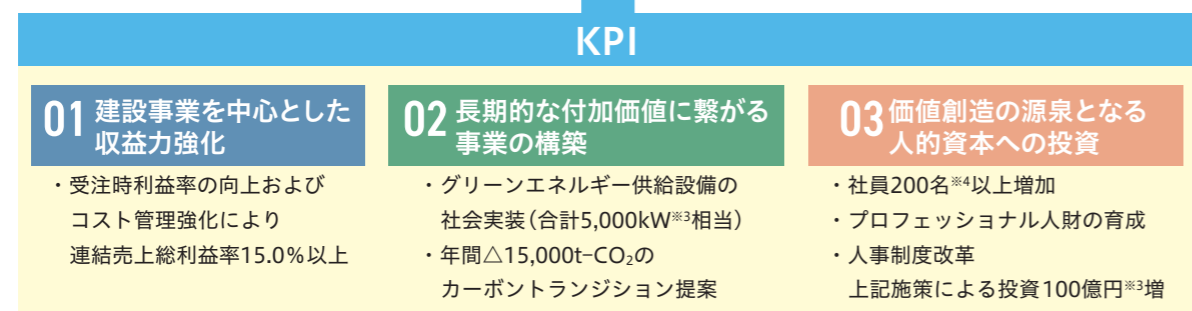 KPI
01 建設事業を中心とした
収益力強化
・受注時利益率の向上および
コスト管理強化により
連結売上総利益率15.0%以上
02 長期的な付加価値に繋がる
事業の構築
・グリーンエネルギー供給設備の
社会実装(合計5,000kW※3相当)
・年間△15,000t-CO₂の
カーボントランジション提案
03 価値創造の源泉となる
人的資本への投資
・社員200名※4以上増加
・プロフェッショナル人財の育成
・人事制度改革
上記施策による投資100億円※3増